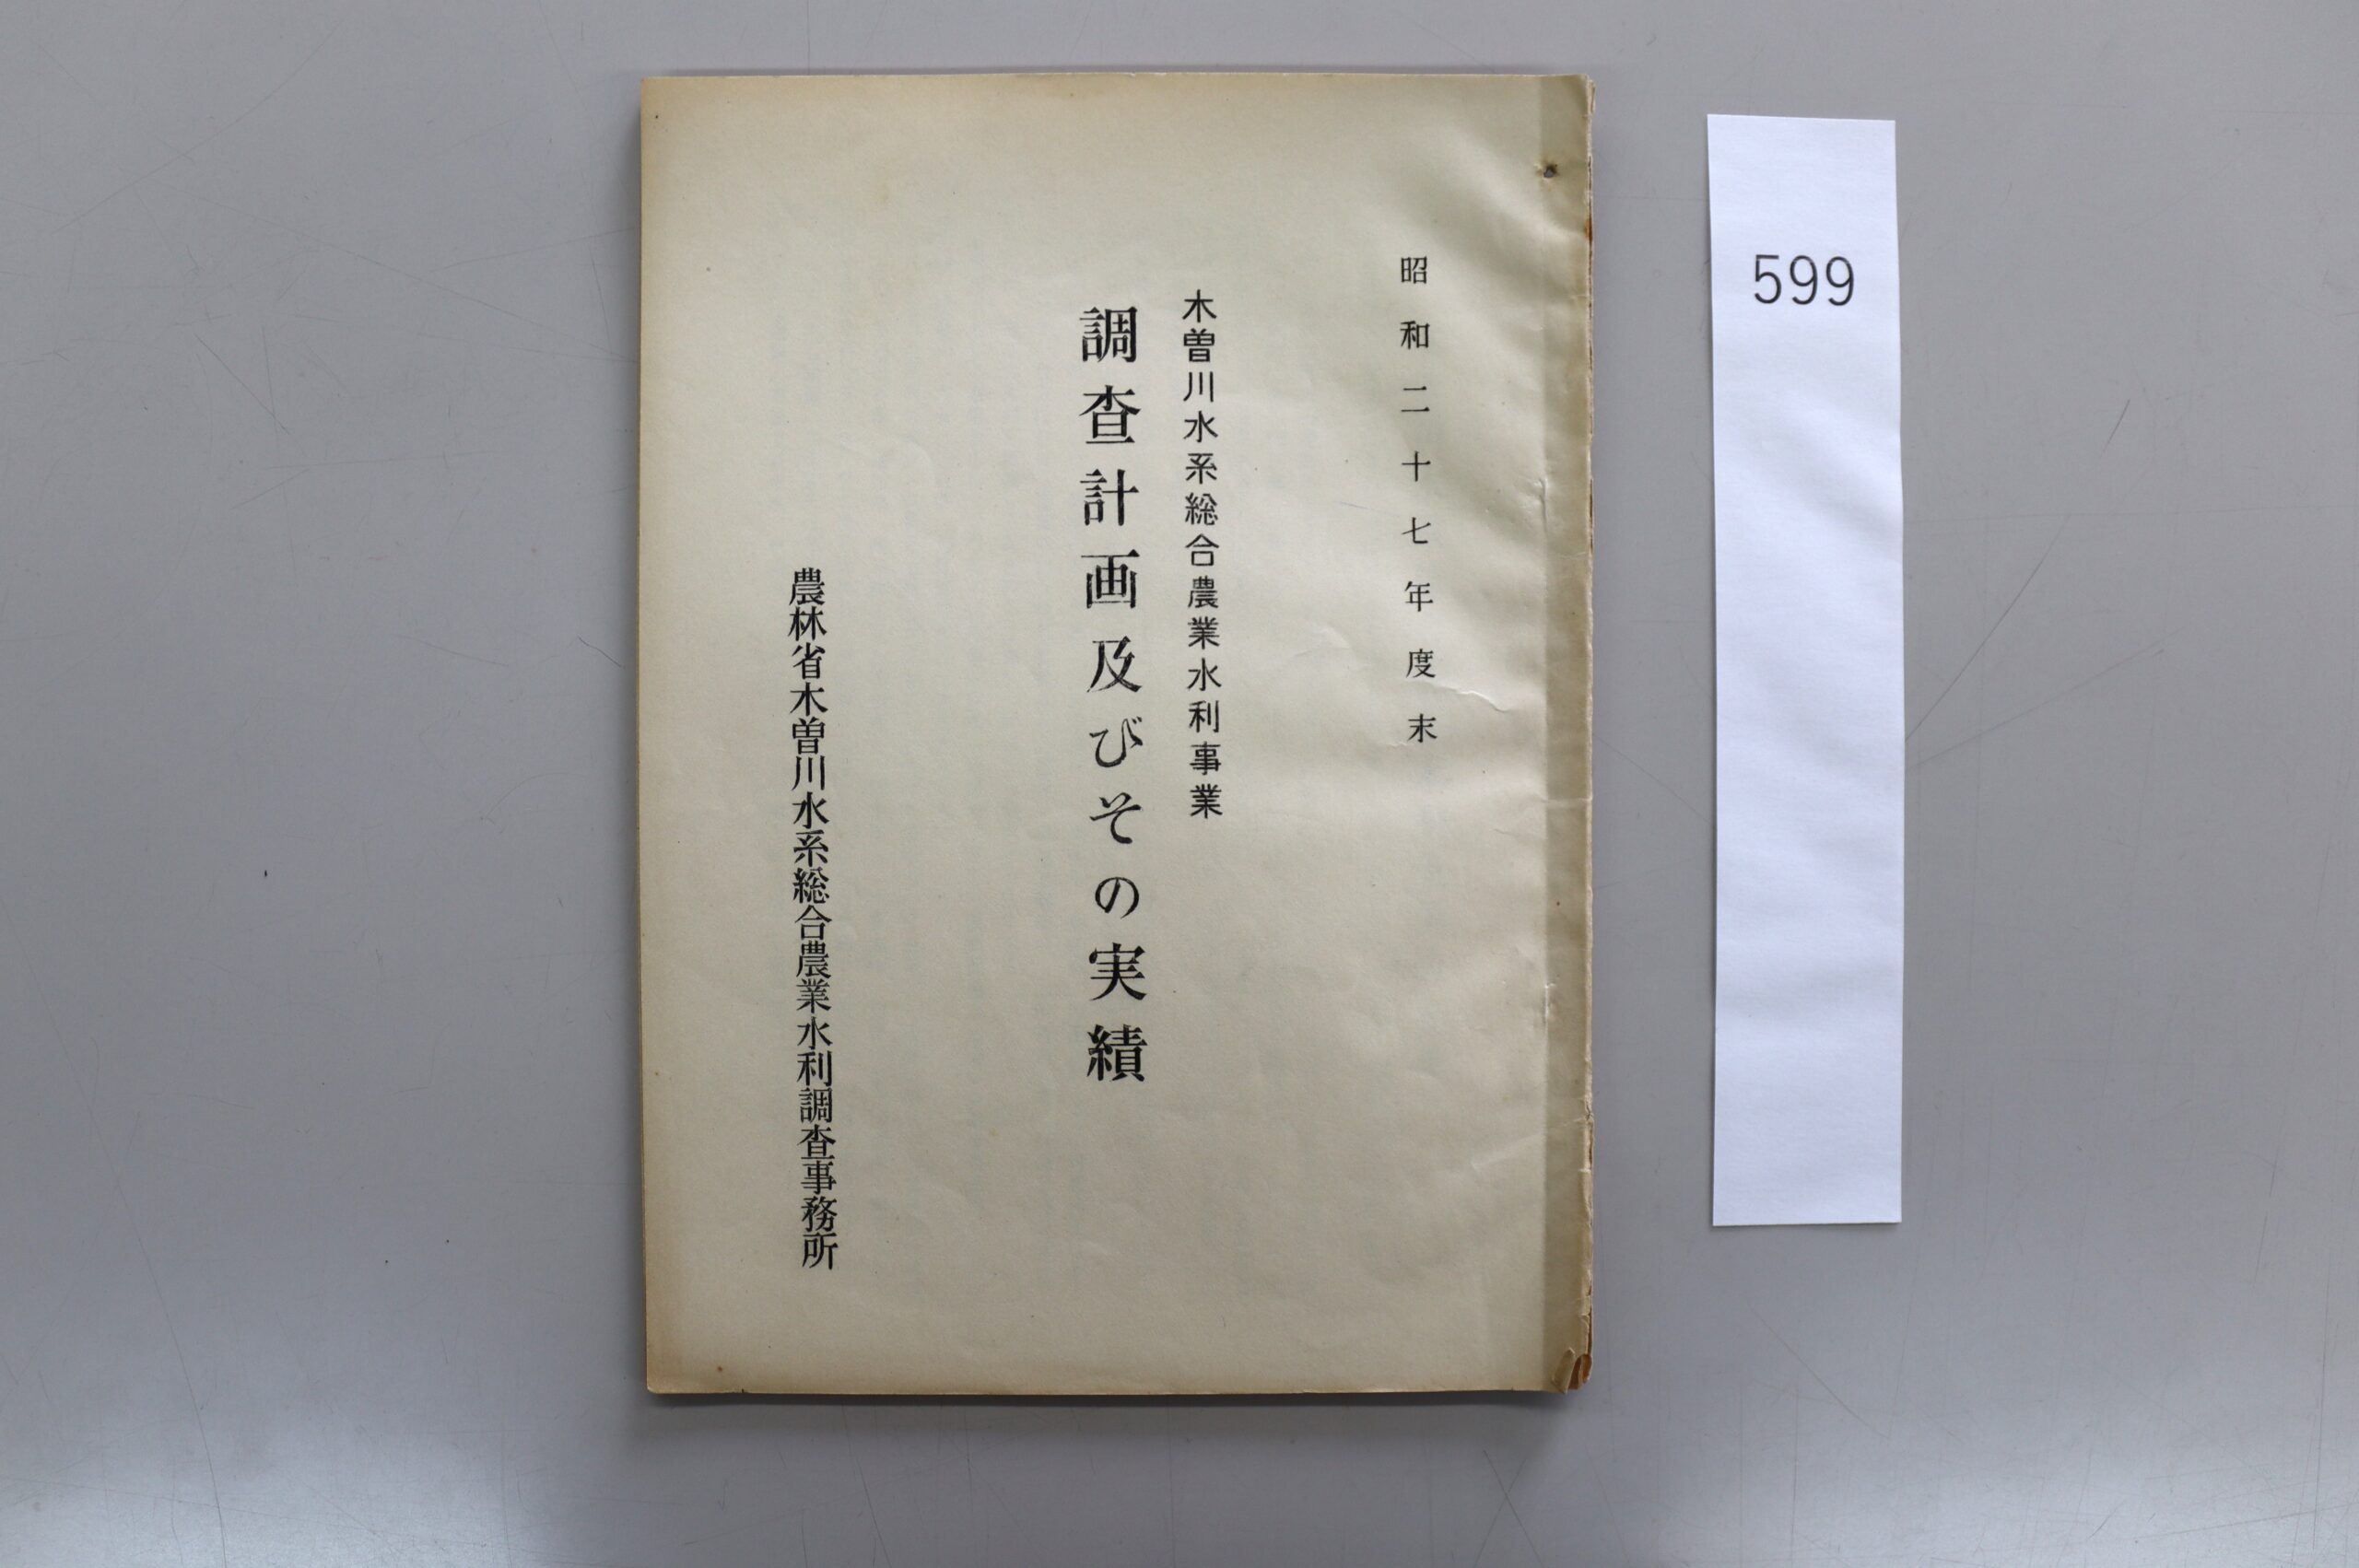 昭和二十七年度末
木曽川水系総合農業水利事業
調査計画及びその実績
農林省木曽川水系総合農業水利調査事務所
599